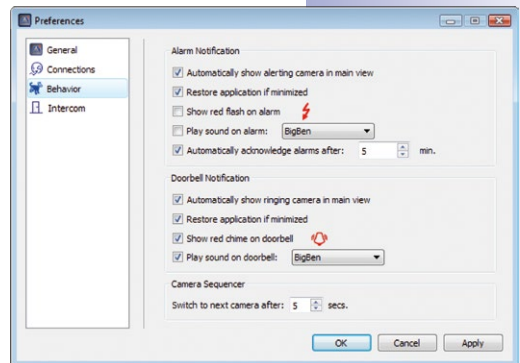 Preferences
General
Connections
Behavior
Intercom
Alarm Notification
Automatically show alerting camera in main view
Restore application if minimized
Show red flash on alarm
Play sound on alarm: BigBen
Automatically acknowledge alarms after: 5 min.
Doorbell Notification
Automatically show ringing camera in main view
Restore application if minimized
Show red chime on doorbell
Play sound on doorbell: BigBen
Camera Sequencer
Switch to next camera after: 5 secs.
OK Cancel Apply